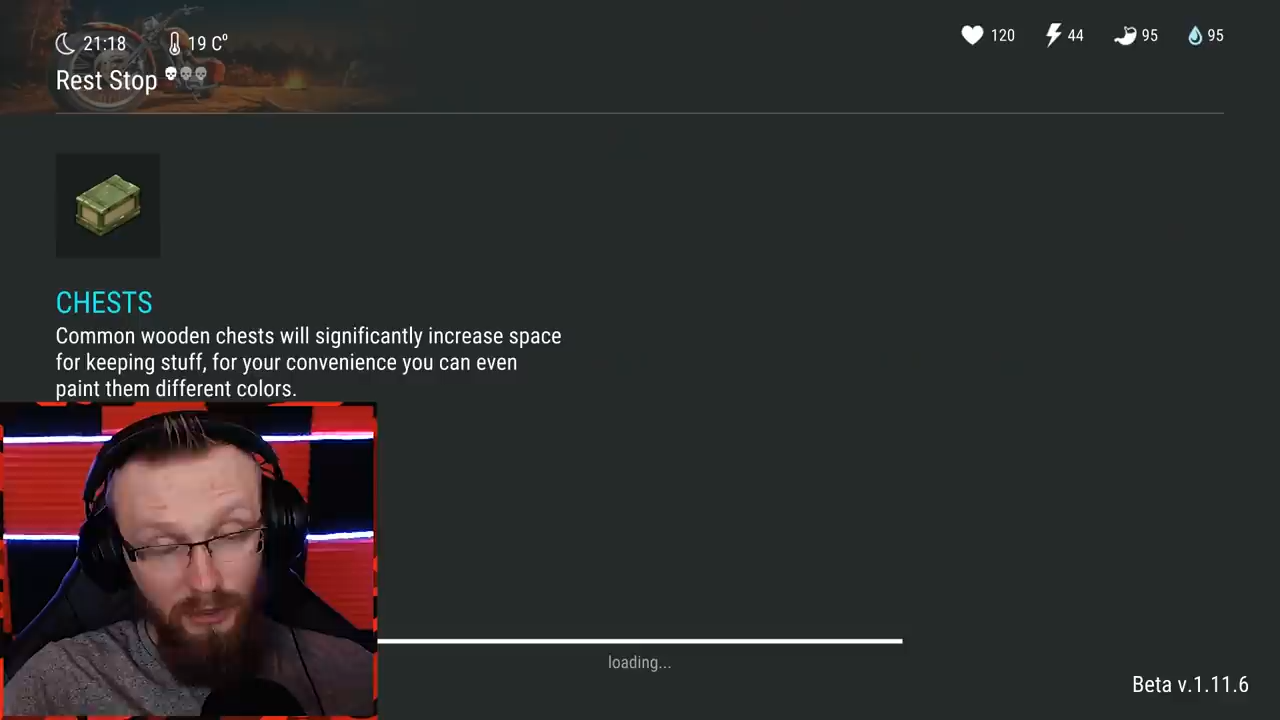 21:18
19 C°
120
44
95
95
Rest Stop
CHESTS
Common wooden chests will significantly increase space
for keeping stuff, for your convenience you can even
paint them different colors.
loading...
Beta v.1.11.6